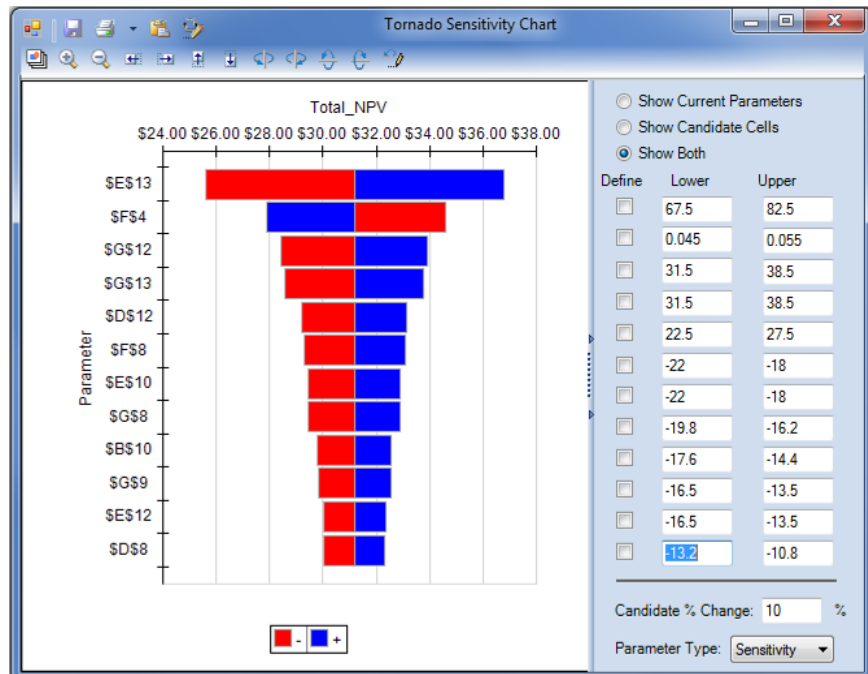 Tornado Sensitivity Chart
Total_NPV
$24.00 $26.00 $28.00 $30.00 $32.00 $34.00 $36.00 $38.00
Parameter
$E$13
$F$4
$G$12
$G$13
$D$12
$F$8
$E$10
$G$8
$B$10
$G$9
$E$12
$D$8
- +
Show Current Parameters
Show Candidate Cells
Show Both
Define Lower Upper
67.5 82.5
0.045 0.055
31.5 38.5
31.5 38.5
22.5 27.5
-22 -18
-22 -18
-19.8 -16.2
-17.6 -14.4
-16.5 -13.5
-16.5 -13.5
-13.2 -10.8
Candidate % Change: 10 %
Parameter Type: Sensitivity